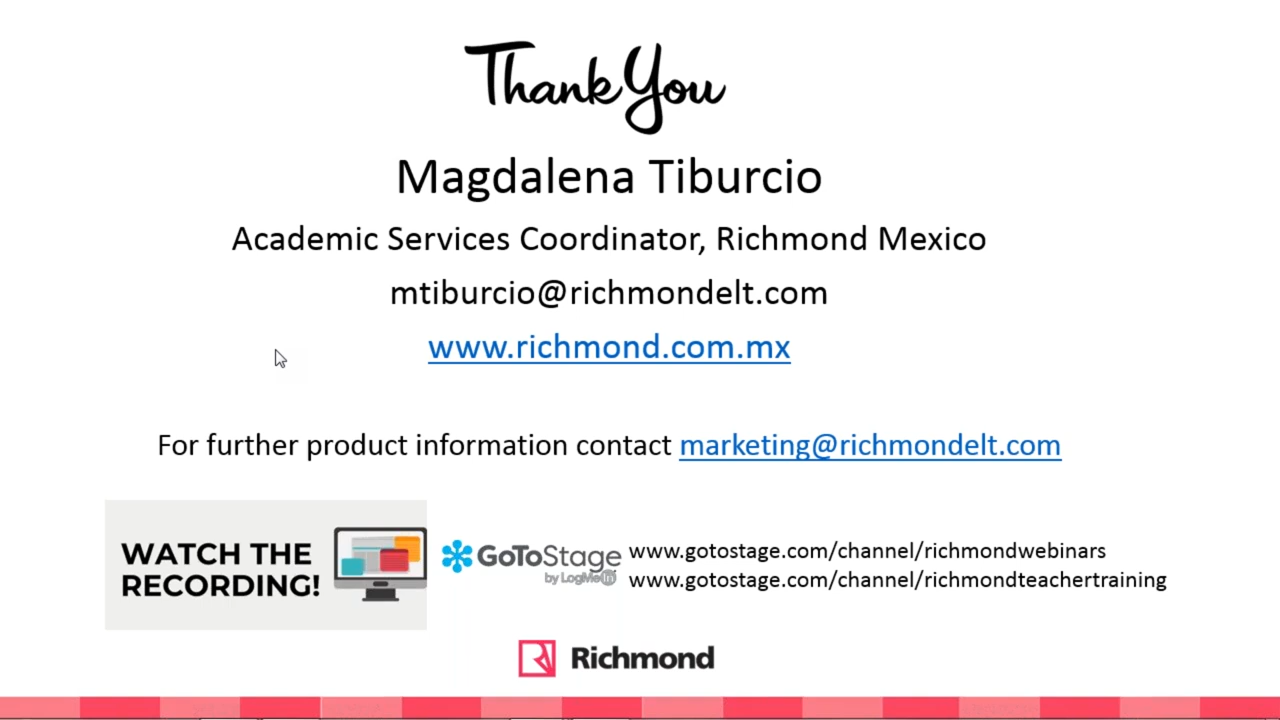 Thank You
Magdalena Tiburcio
Academic Services Coordinator, Richmond Mexico
mtiburcio@richmondelt.com
www.richmond.com.mx
For further product information contact marketing@richmondelt.com
WATCH THE
RECORDING!
GoToStage
by LogMeIn
www.gotostage.com/channel/richmondwebinars
www.gotostage.com/channel/richmondteachertraining
Richmond